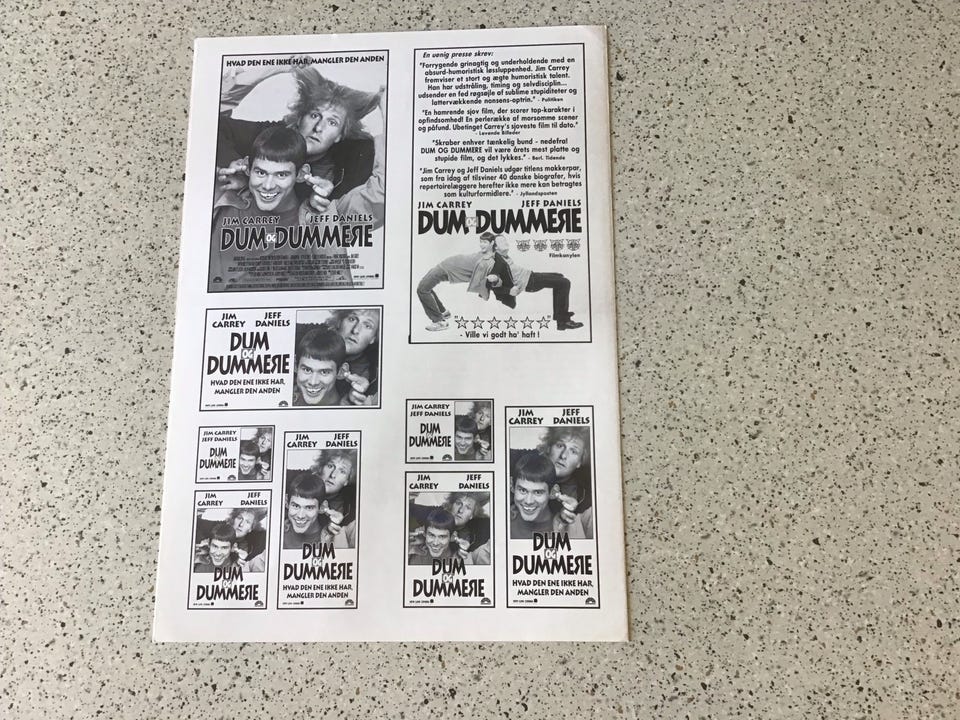 HVAD DEN ENE IKKE HAR, MANGLER DEN ANDEN
JIM CARREY JEFF DANIELS
DUM OG DUMMERE
En uenig presse skrev:
"Forrygende grinagtig og underholdende med en
absurd-humoristisk løssluppenhed. Jim Carrey
fremviser et stort og ægte humoristisk talent.
Han har udstråling, timing og selvdisciplin...
udsender en fed røgsøjle af sublime stupiditeter og
lattervækkende nonsens-optrin." - Politiken
"En hamrende sjov film, der scorer top-karakter i
opfindsomhed! En perlerække af morsomme scener
og påfund. Ubetinget Carrey's sjoveste film til dato."
- Levende Billeder
"Skraber enhver tænkelig bund - nedefra!
DUM OG DUMMERE vil være årets mest platte og
stupide film, og det lykkes." - Berl. Tidende
"Jim Carrey og Jeff Daniels udgør titlens makkerpar,
som fra idag af tilsviner 40 danske biografer, hvis
repertoirelæggere herefter ikke mere kan betragtes
som kulturformidlere." - Jyllandsposten
JIM CARREY JEFF DANIELS
DUM OG DUMMERE
Filmkanylen
"☆☆☆☆☆☆"
- Ville vi godt ha' haft !
JIM CARREY JEFF DANIELS
DUM
OG
DUMMERE
HVAD DEN ENE IKKE HAR,
MANGLER DEN ANDEN
JIM CARREY
JEFF DANIELS
DUM
OG
DUMMERE
JIM CARREY JEFF DANIELS
DUM
OG
DUMMERE
JIM CARREY JEFF DANIELS
DUM
OG
DUMMERE
HVAD DEN ENE IKKE HAR,
MANGLER DEN ANDEN
JIM CARREY
JEFF DANIELS
DUM
OG
DUMMERE
JIM CARREY JEFF DANIELS
DUM
OG
DUMMERE
JIM CARREY JEFF DANIELS
DUM
OG
DUMMERE
HVAD DEN ENE IKKE HAR,
MANGLER DEN ANDEN